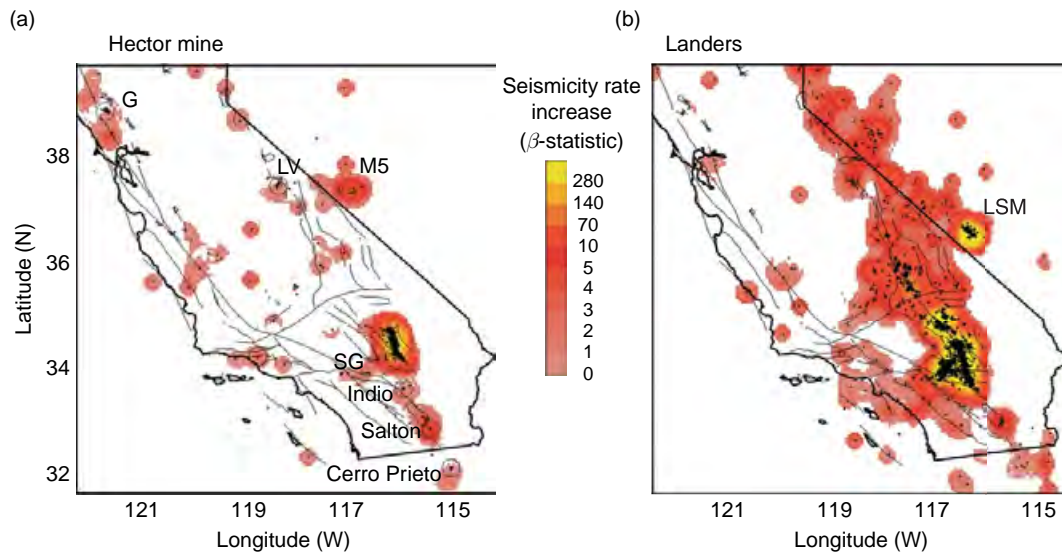 (a)
Hector mine
G
LV
M5
SG
Indio
Salton
Cerro Prieto
38
36
34
32
Latitude (N)
121
119
117
115
Longitude (W)
Seismicity rate
increase
(β-statistic)
280
140
70
10
5
4
3
2
1
0
(b)
Landers
LSM
121
119
117
115
Longitude (W)